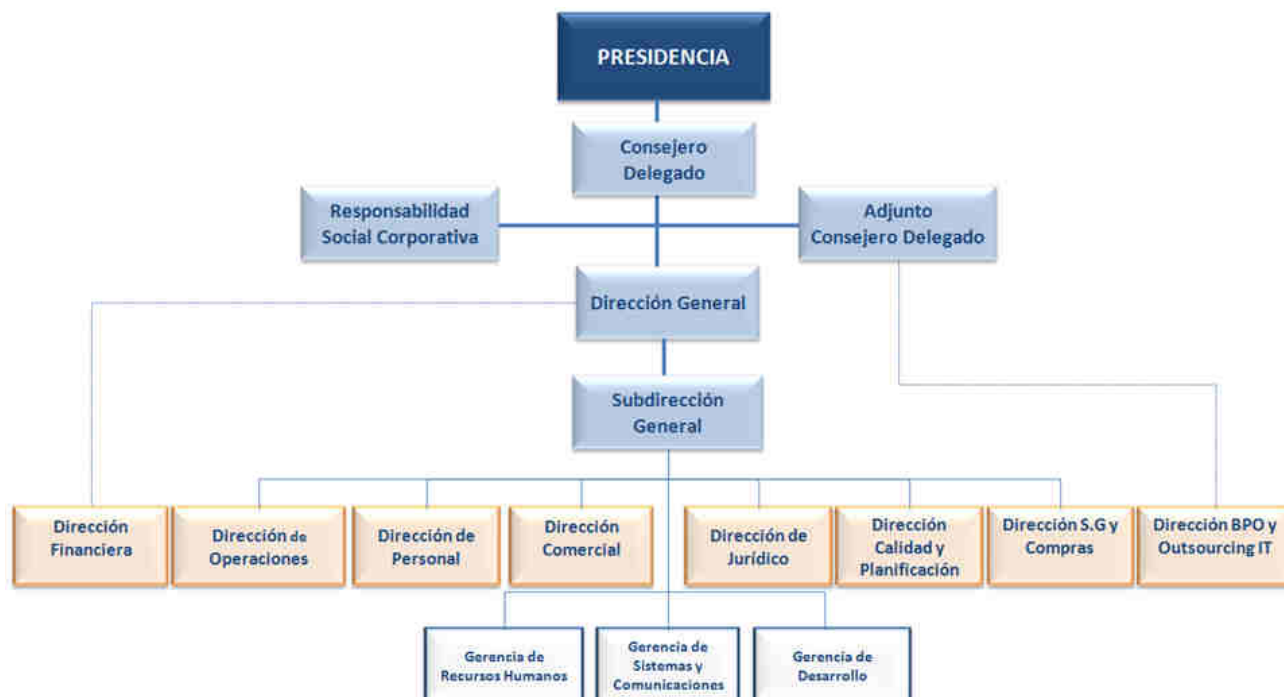 PRESIDENCIA
Consejero
Delegado
Responsabilidad
Social Corporativa
Adjunto
Consejero Delegado
Dirección General
Subdirección
General
Dirección
Financiera
Dirección de
Operaciones
Dirección de
Personal
Dirección
Comercial
Dirección de
Jurídico
Dirección
Calidad y
Planificación
Dirección S.G y
Compras
Dirección BPO y
Outsourcing IT
Gerencia de
Recursos Humanos
Gerencia de
Sistemas y
Comunicaciones
Gerencia de
Desarrollo